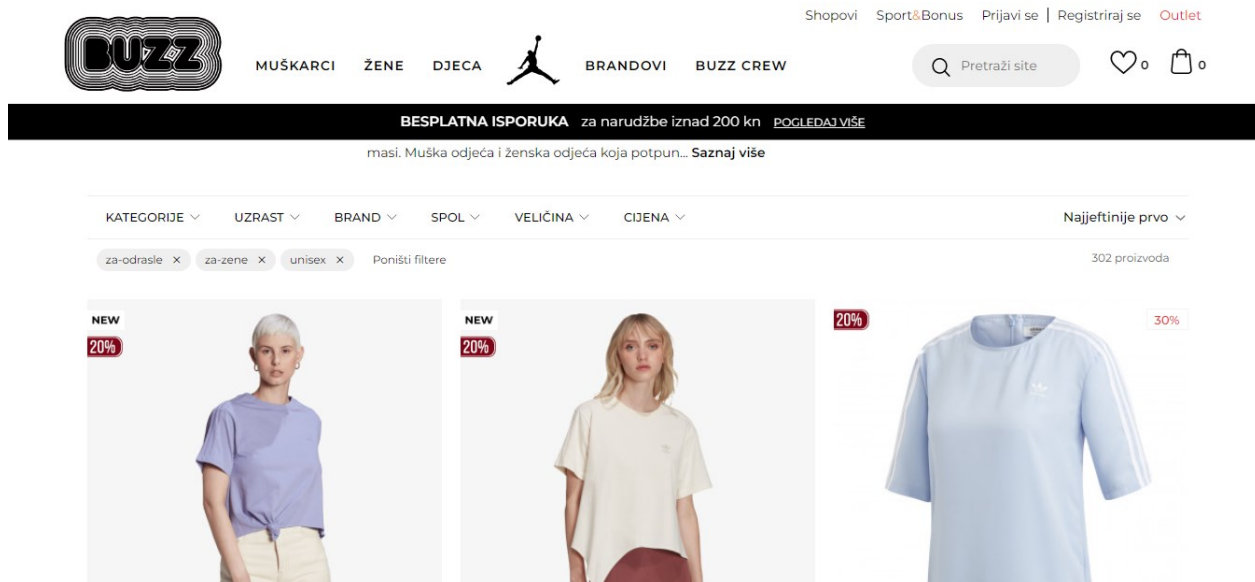 Shopovi Sport&Bonus Prijavi se | Registriraj se Outlet
BUZZ
MUŠKARCI ŽENE DJECA BRANDOVI BUZZ CREW
Pretraži site
0 0
BESPLATNA ISPORUKA za narudžbe iznad 200 kn POGLEDAJ VIŠE
masi. Muška odjeća i ženska odjeća koja potpun... Saznaj više
KATEGORIJE UZRAST BRAND SPOL VELIČINA CIJENA Najjeftinije prvo
za-odrasle × za-zene × unisex × Poništi filtere 302 proizvoda
NEW NEW 20% 30%
20% 20%